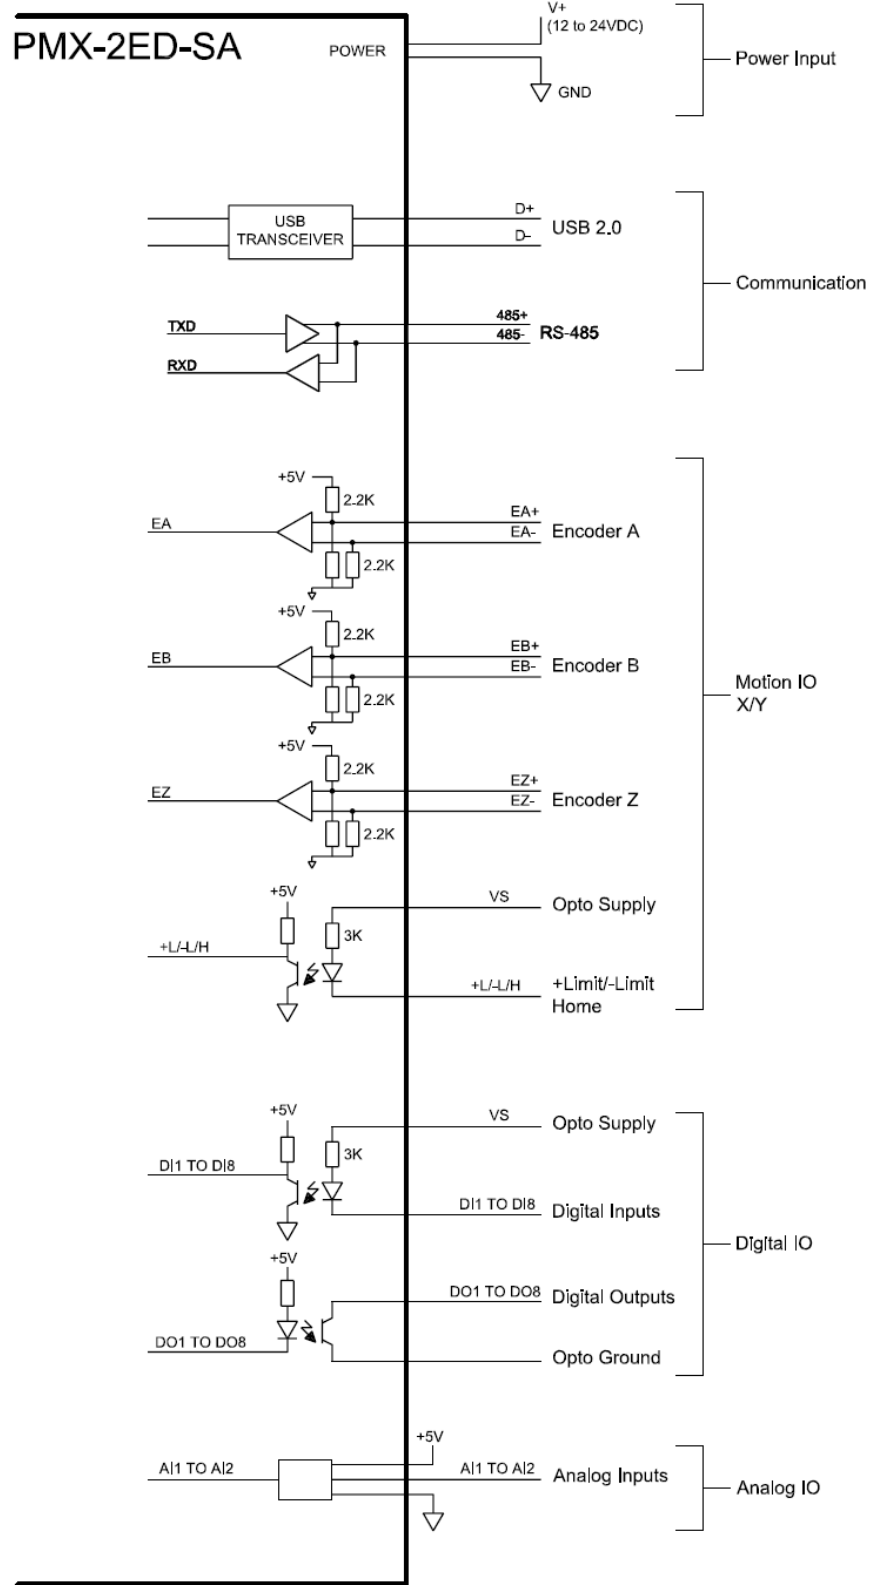 PMX-2ED-SA
POWER
V+
(12 to 24VDC)
GND
Power Input
USB
TRANSCEIVER
D+
D-
USB 2.0
Communication
TXD
RXD
485+
485-
RS-485
+5V
2.2K
EA
EA+
EA-
Encoder A
2.2K
+5V
2.2K
EB
EB+
EB-
Encoder B
2.2K
Motion IO
X/Y
+5V
2.2K
EZ
EZ+
EZ-
Encoder Z
2.2K
+5V
VS
Opto Supply
3K
+L/-L/H
+L/-L/H
+Limit/-Limit
Home
+5V
VS
Opto Supply
3K
DI1 TO DI8
DI1 TO DI8
Digital Inputs
Digital IO
+5V
DO1 TO DO8
Digital Outputs
DO1 TO DO8
Opto Ground
+5V
AI1 TO AI2
AI1 TO AI2
Analog Inputs
Analog IO